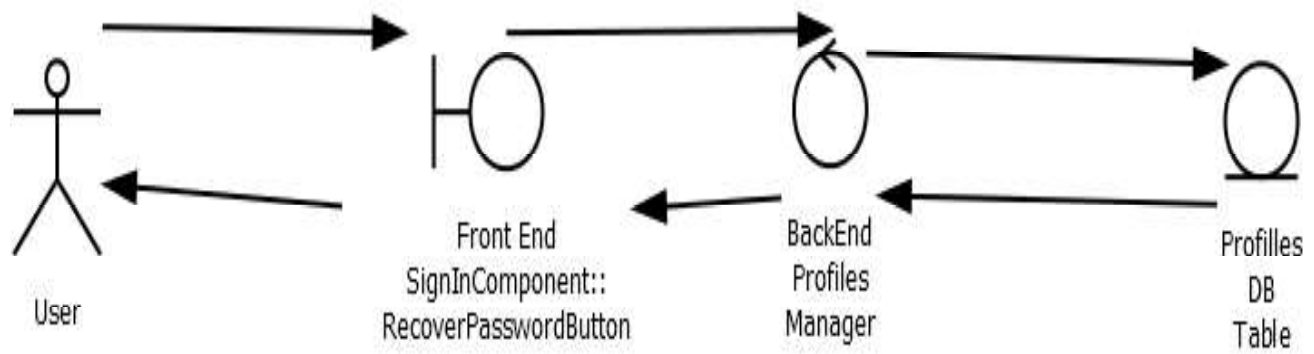 User
Front End
SignInComponent::
RecoverPasswordButton
BackEnd
Profiles
Manager
Profilles
DB
Table